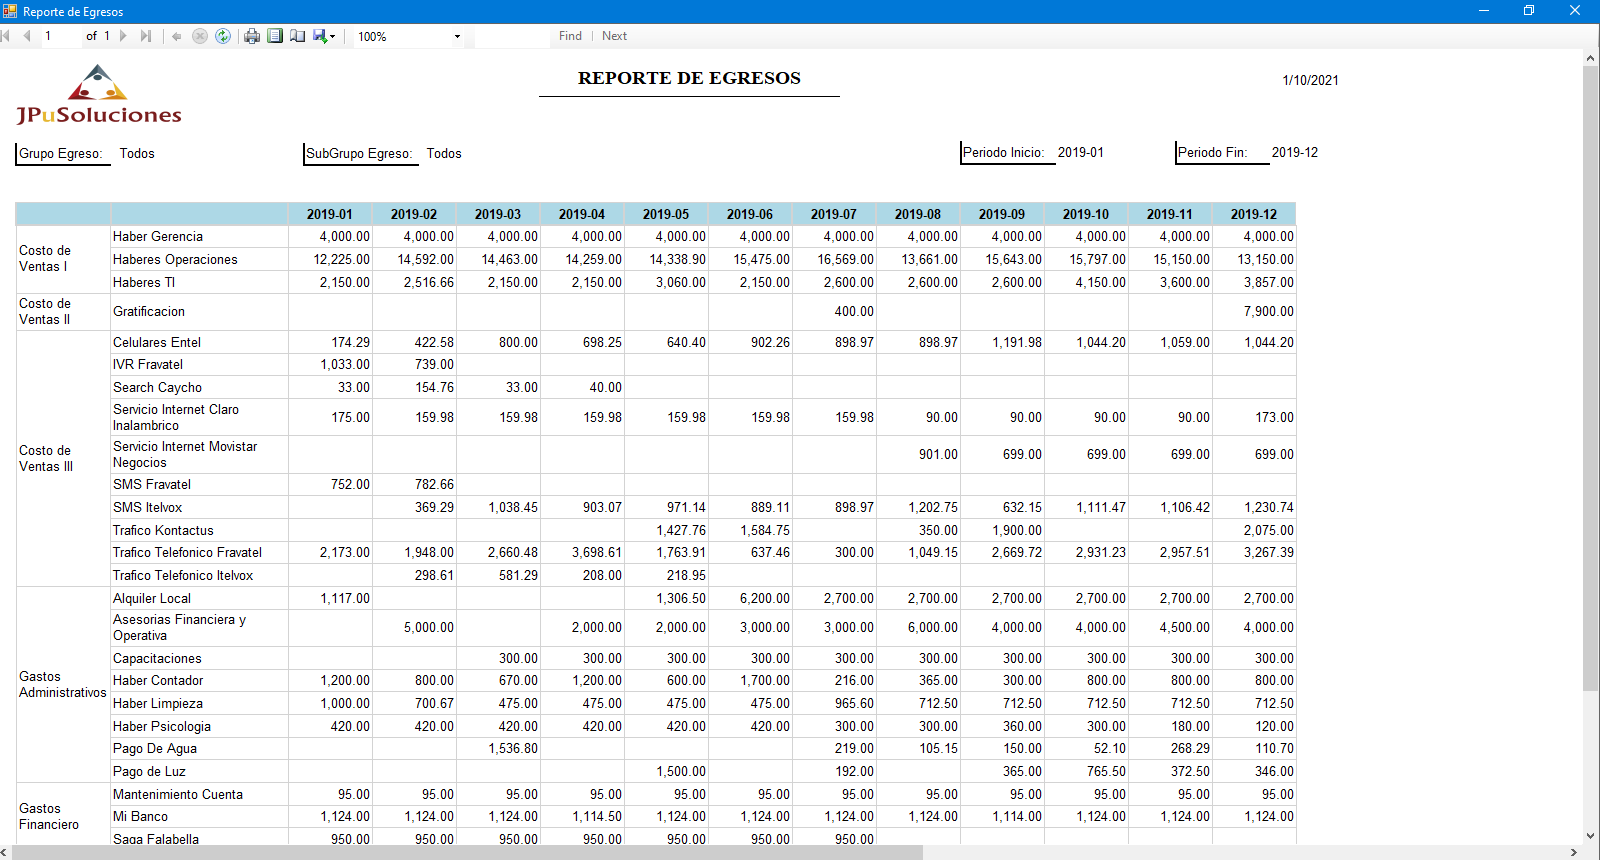 Reporte de Egresos
1 of 1 100% Find Next
REPORTE DE EGRESOS
1/10/2021
JPuSoluciones
Grupo Egreso: Todos SubGrupo Egreso: Todos Periodo Inicio: 2019-01 Periodo Fin: 2019-12
2019-01 2019-02 2019-03 2019-04 2019-05 2019-06 2019-07 2019-08 2019-09 2019-10 2019-11 2019-12
Costo de
Ventas I
Haber Gerencia 4,000.00 4,000.00 4,000.00 4,000.00 4,000.00 4,000.00 4,000.00 4,000.00 4,000.00 4,000.00 4,000.00 4,000.00
Haberes Operaciones 12,225.00 14,592.00 14,463.00 14,259.00 14,338.90 15,475.00 16,569.00 13,661.00 15,643.00 15,797.00 15,150.00 13,150.00
Haberes TI 2,150.00 2,516.66 2,150.00 2,150.00 3,060.00 2,150.00 2,600.00 2,600.00 2,600.00 4,150.00 3,600.00 3,857.00
Costo de
Ventas II
Gratificacion 400.00 7,900.00
Costo de
Ventas III
Celulares Entel 174.29 422.58 800.00 698.25 640.40 902.26 898.97 898.97 1,191.98 1,044.20 1,059.00 1,044.20
IVR Fravatel 1,033.00 739.00
Search Caycho 33.00 154.76 33.00 40.00
Servicio Internet Claro
Inalambrico 175.00 159.98 159.98 159.98 159.98 159.98 159.98 90.00 90.00 90.00 90.00 173.00
Servicio Internet Movistar
Negocios 901.00 699.00 699.00 699.00 699.00
SMS Fravatel 752.00 782.66
SMS Itelvox 369.29 1,038.45 903.07 971.14 889.11 898.97 1,202.75 632.15 1,111.47 1,106.42 1,230.74
Trafico Kontactus 1,427.76 1,584.75 350.00 1,900.00 2,075.00
Trafico Telefonico Fravatel 2,173.00 1,948.00 2,660.48 3,698.61 1,763.91 637.46 300.00 1,049.15 2,669.72 2,931.23 2,957.51 3,267.39
Trafico Telefonico Itelvox 298.61 581.29 208.00 218.95
Gastos
Administrativos
Alquiler Local 1,117.00 1,306.50 6,200.00 2,700.00 2,700.00 2,700.00 2,700.00 2,700.00 2,700.00
Asesorias Financiera y
Operativa 5,000.00 2,000.00 2,000.00 3,000.00 3,000.00 6,000.00 4,000.00 4,000.00 4,500.00 4,000.00
Capacitaciones 300.00 300.00 300.00 300.00 300.00 300.00 300.00 300.00 300.00 300.00
Haber Contador 1,200.00 800.00 670.00 1,200.00 600.00 1,700.00 216.00 365.00 300.00 800.00 800.00 800.00
Haber Limpieza 1,000.00 700.67 475.00 475.00 475.00 475.00 965.60 712.50 712.50 712.50 712.50 712.50
Haber Psicologia 420.00 420.00 420.00 420.00 420.00 420.00 300.00 300.00 360.00 300.00 180.00 120.00
Pago De Agua 1,536.80 219.00 105.15 150.00 52.10 268.29 110.70
Pago de Luz 1,500.00 192.00 365.00 765.50 372.50 346.00
Gastos
Financiero
Mantenimiento Cuenta 95.00 95.00 95.00 95.00 95.00 95.00 95.00 95.00 95.00 95.00 95.00 95.00
Mi Banco 1,124.00 1,124.00 1,124.00 1,114.50 1,124.00 1,124.00 1,124.00 1,124.00 1,114.00 1,124.00 1,124.00 1,124.00
Saga Falabella 950.00 950.00 950.00 950.00 950.00 950.00 950.00